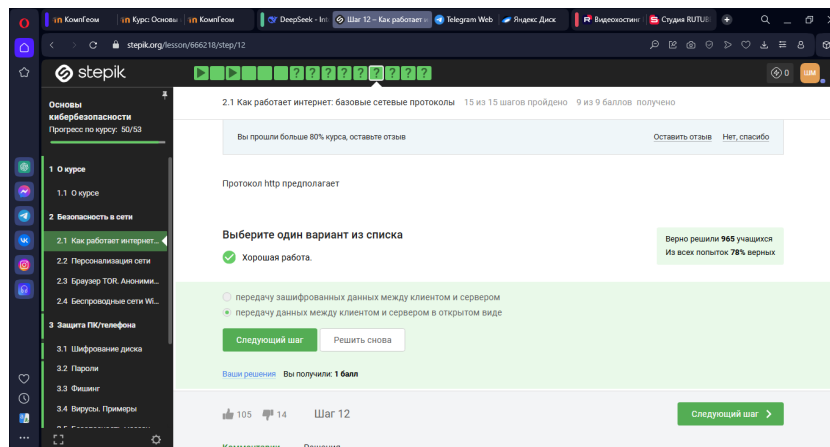 КомпГеом
Курс: Основы
КомпГеом
DeepSeek - Int
Шаг 12 – Как работает и
Telegram Web
Яндекс Диск
Видеохостинг
Студия RUTUB
stepik.org/lesson/666218/step/12
stepik
0
ШМ
Основы
кибербезопасности
Прогресс по курсу: 50/53
2.1 Как работает интернет: базовые сетевые протоколы 15 из 15 шагов пройдено 9 из 9 баллов получено
Вы прошли больше 80% курса, оставьте отзыв
Оставить отзыв
Нет, спасибо
1 О курсе
1.1 О курсе
2 Безопасность в сети
2.1 Как работает интернет...
2.2 Персонализация сети
2.3 Браузер TOR. Анонími...
2.4 Беспроводные сети Wi...
3 Защита ПК/телефона
3.1 Шифрование диска
3.2 Пароли
3.3 Фишинг
3.4 Вирусы. Примеры
Протокол http предполагает
Выберите один вариант из списка
Хорошая работа.
Верно решили 965 учащихся
Из всех попыток 78% верных
передачу зашифрованных данных между клиентом и сервером
передачу данных между клиентом и сервером в открытом виде
Следующий шаг
Решить снова
Ваши решения Вы получили: 1 балл
105
14
Шаг 12
Следующий шаг